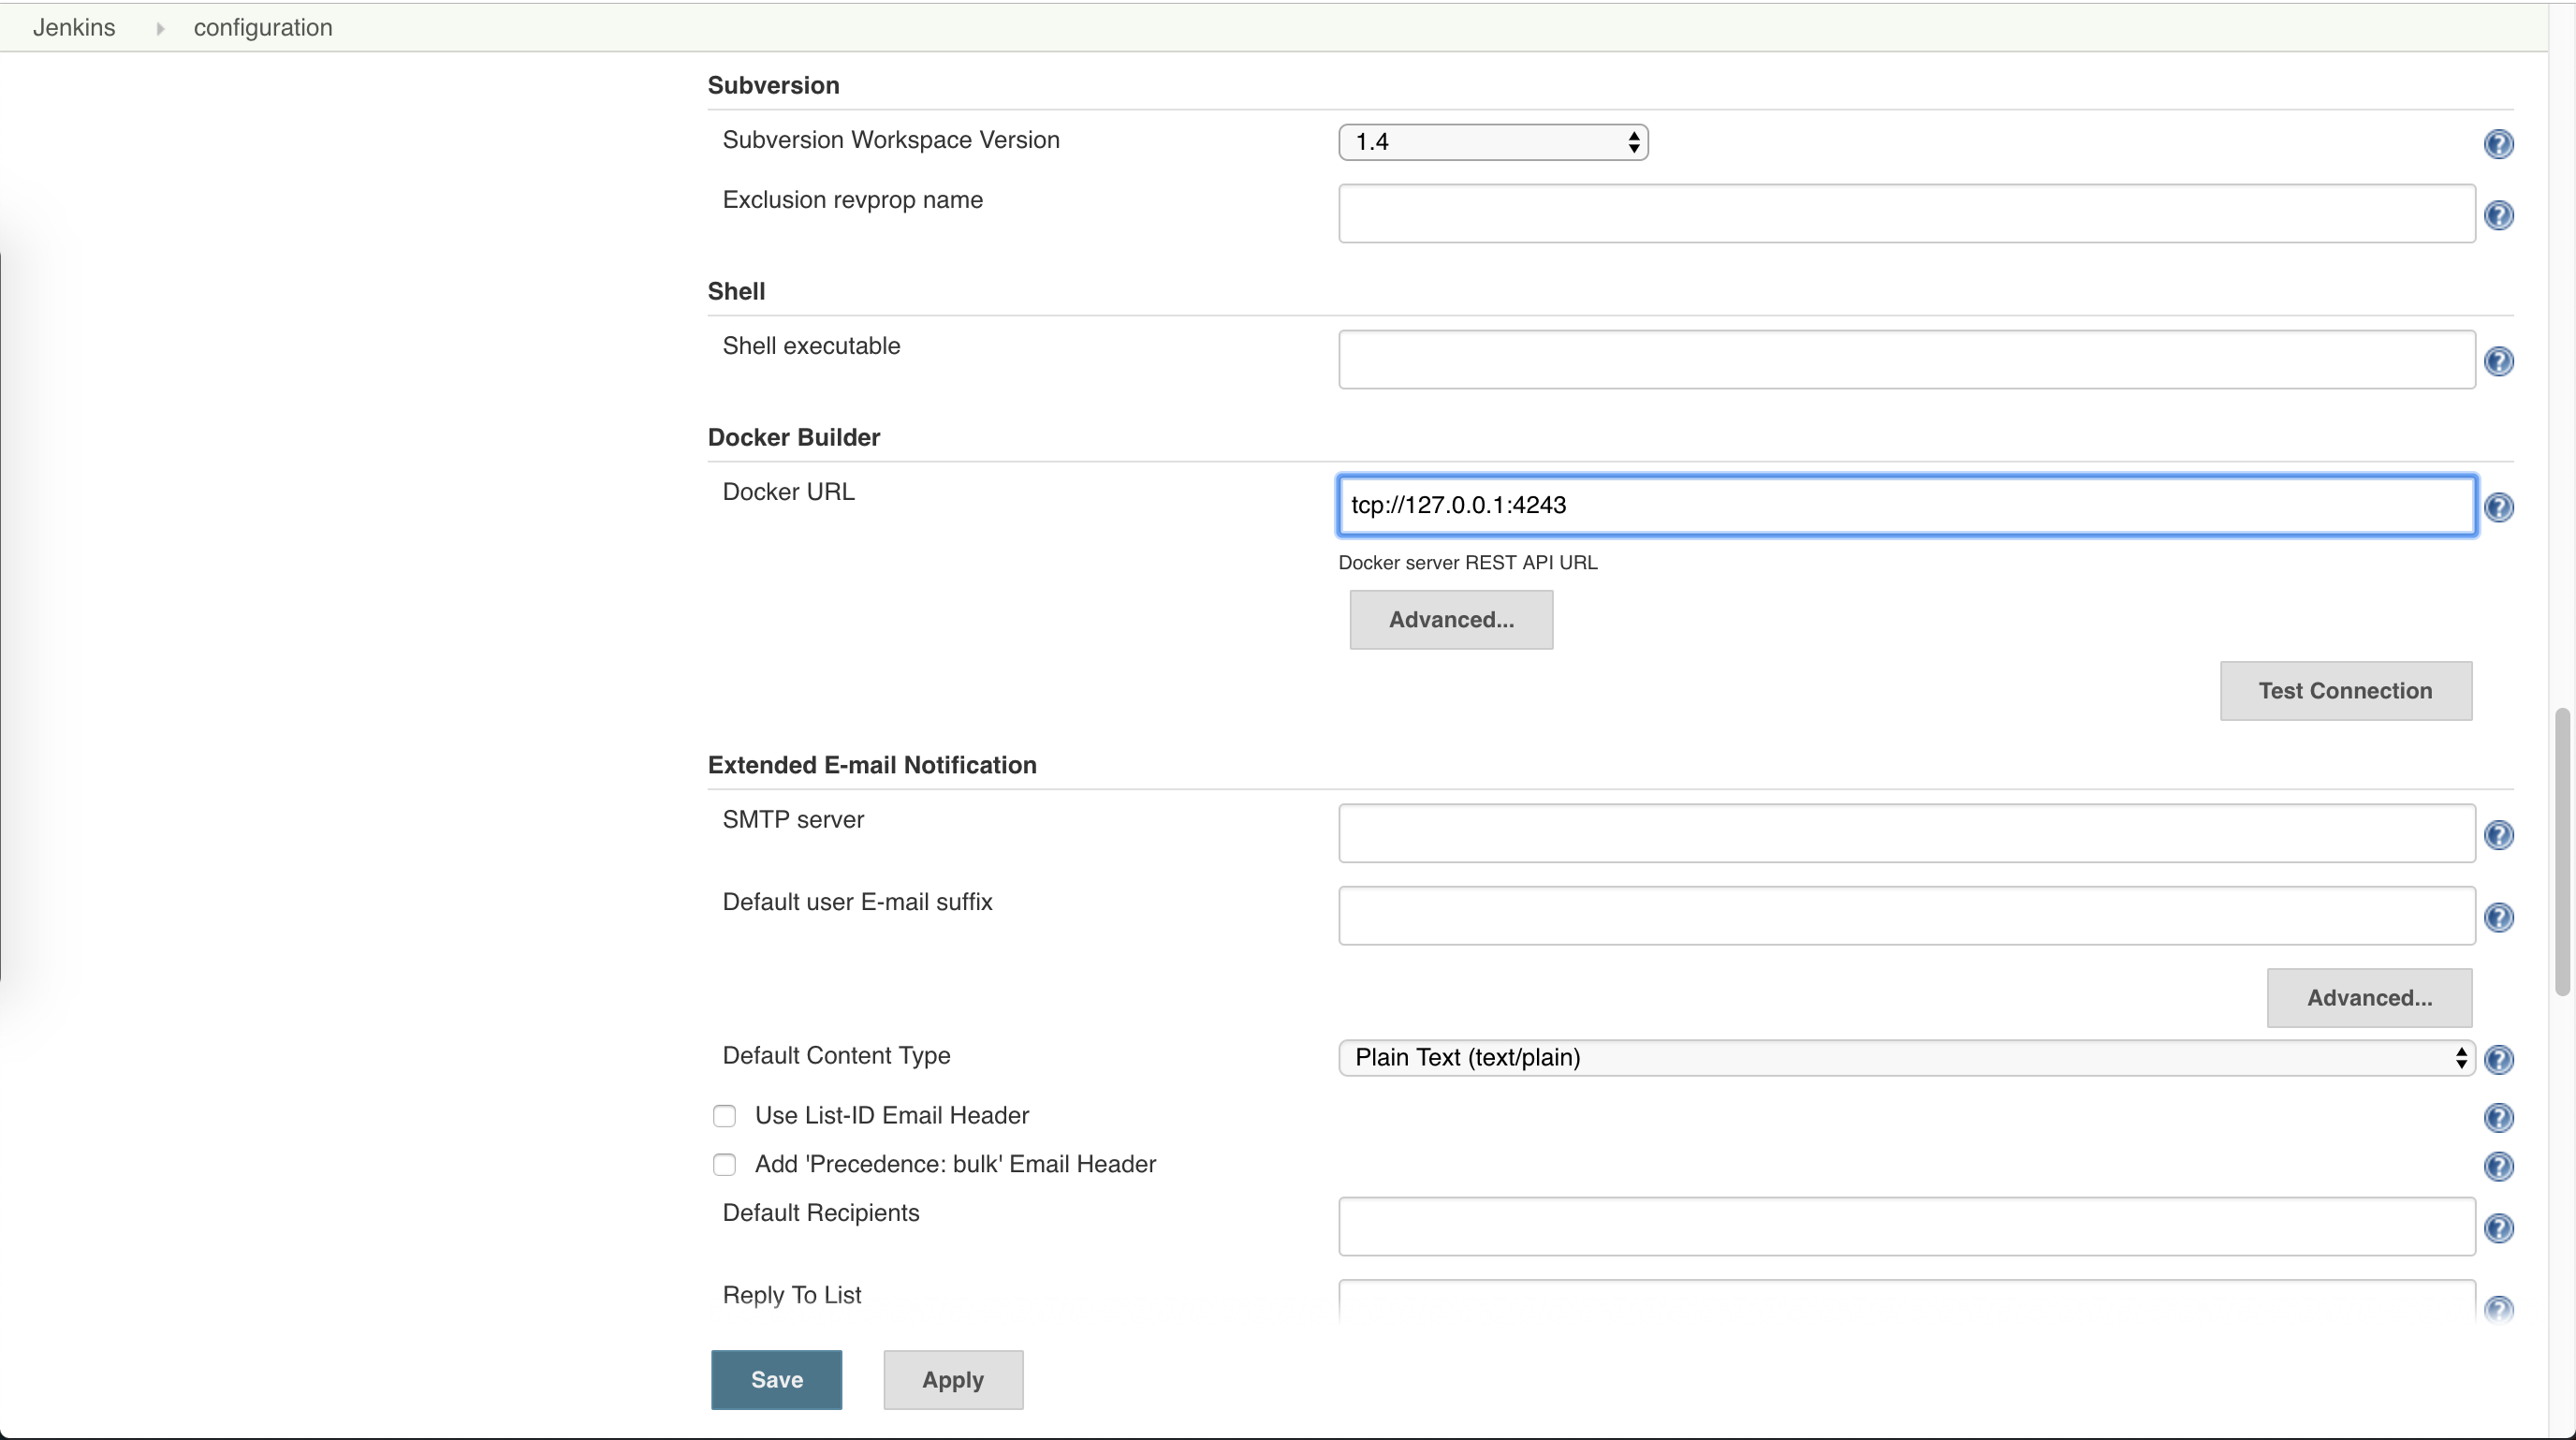 Jenkins configuration
Subversion
Subversion Workspace Version 1.4
Exclusion revprop name
Shell
Shell executable
Docker Builder
Docker URL tcp://127.0.0.1:4243
Docker server REST API URL
Advanced...
Test Connection
Extended E-mail Notification
SMTP server
Default user E-mail suffix
Advanced...
Default Content Type Plain Text (text/plain)
Use List-ID Email Header
Add 'Precedence: bulk' Email Header
Default Recipients
Reply To List
Save Apply